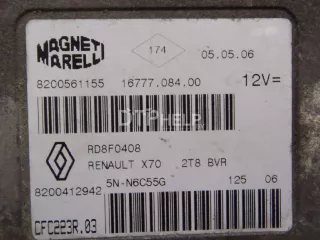 MAGNETI MARELLI
174
05.05.06
8200561155 16777.084.00 12V=
DTPHELP
RD8F0408
RENAULT X70 2T8 BVR
8200412942 5N-N6C55G 125 06
CFC223R.03